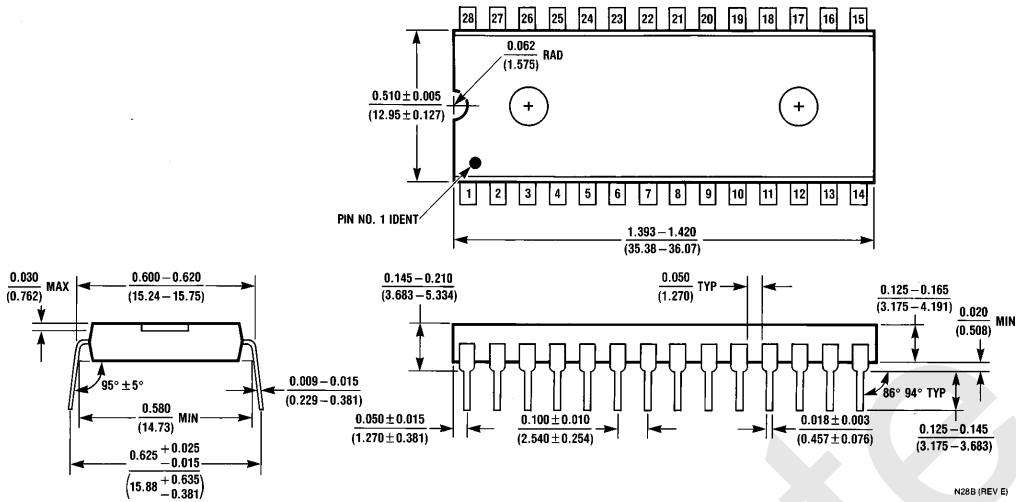 28 27 26 25 24 23 22 21 20 19 18 17 16 15
0.062
(1.575)
RAD
0.510 ± 0.005
(12.95 ± 0.127)
PIN NO. 1 IDENT
1 2 3 4 5 6 7 8 9 10 11 12 13 14
1.393 – 1.420
(35.38 – 36.07)
0.030
(0.762)
MAX
0.600 – 0.620
(15.24 – 15.75)
95° ± 5°
0.009 – 0.015
(0.229 – 0.381)
0.580
(14.73)
MIN
0.625 + 0.025
– 0.015
(15.88 + 0.635
– 0.381)
0.145 – 0.210
(3.683 – 5.334)
0.050
(1.270)
TYP
0.125 – 0.165
(3.175 – 4.191)
0.020
(0.508)
MIN
86° 94° TYP
0.050 ± 0.015
(1.270 ± 0.381)
0.100 ± 0.010
(2.540 ± 0.254)
0.018 ± 0.003
(0.457 ± 0.076)
0.125 – 0.145
(3.175 – 3.683)
N28B (REV E)